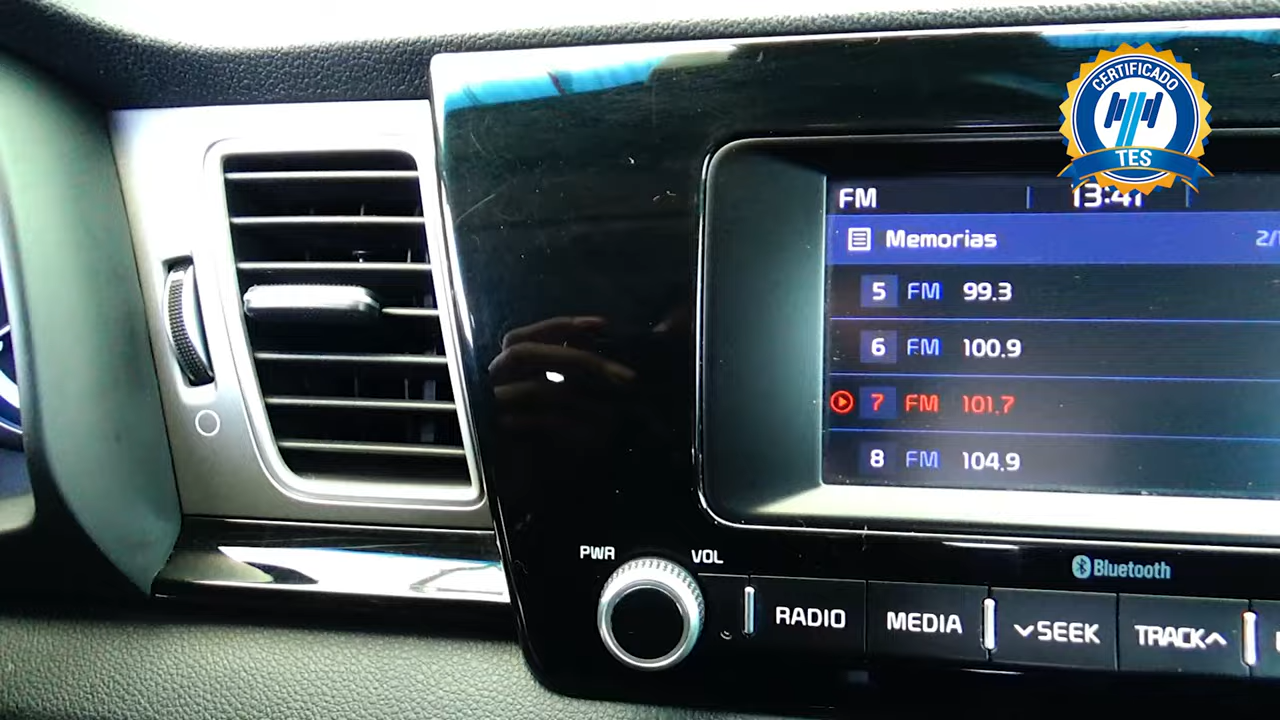 CERTIFICADO
TES
FM
13:41
Memorias
5 FM 99.3
6 FM 100.9
7 FM 101.7
8 FM 104.9
PWR
VOL
Bluetooth
RADIO
MEDIA
SEEK
TRACK